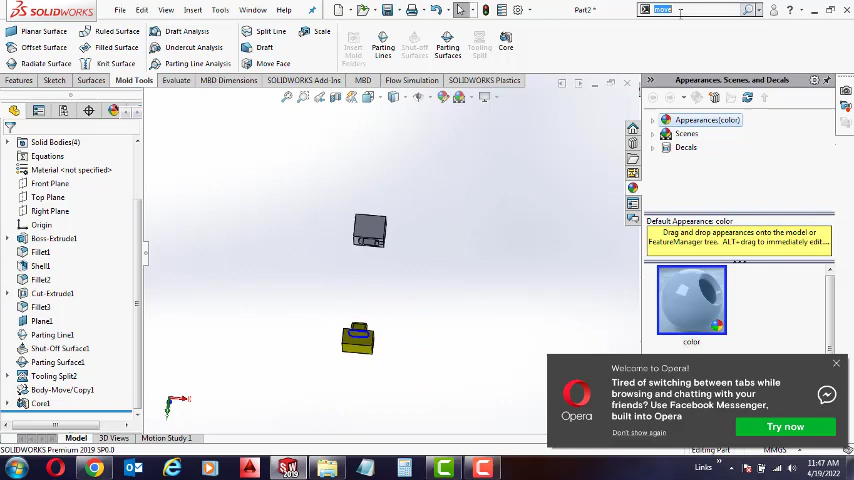 SOLIDWORKS
File
Edit
View
Insert
Tools
Window
Part2 *
move
Planar Surface
Offset Surface
Radiate Surface
Ruled Surface
Filled Surface
Knit Surface
Draft Analysis
Undercut Analysis
Split Line
Draft
Move Face
Scale
Insert Mold Folders
Parting Lines
Shut-off Surfaces
Parting Surfaces
Tooling Split
Core
Features
Sketch
Surfaces
Mold Tools
Evaluate
MBD Dimensions
SOLIDWORKS Add-Ins
MBD
Flow Simulation
SOLIDWORKS Plastics
Appearances, Scenes, and Decals
Solid Bodies(4)
Equations
Material <not specified>
Front Plane
Top Plane
Right Plane
Origin
Boss-Extrude1
Fillet1
Shell1
Fillet2
Cut-Extrude1
Fillet3
Plane1
Parting Line1
Shut-Off Surface1
Parting Surface1
Tooling Split2
Body-Move/Copy1
Core1
Appearances(color)
Scenes
Decals
Default Appearance: color
Drag and drop appearances onto the model or
FeatureManager tree. ALT+drag to immediately edit....
color
Welcome to Opera!
Tired of switching between tabs while
browsing and chatting with your
friends? Use Facebook Messenger,
built into Opera
Opera
Don't show again
Try now
Model
3D Views
Motion Study 1
SOLIDWORKS Premium 2019 SP0.0
Editing Part
SW
2019
Links
11:47 AM
4/19/2022